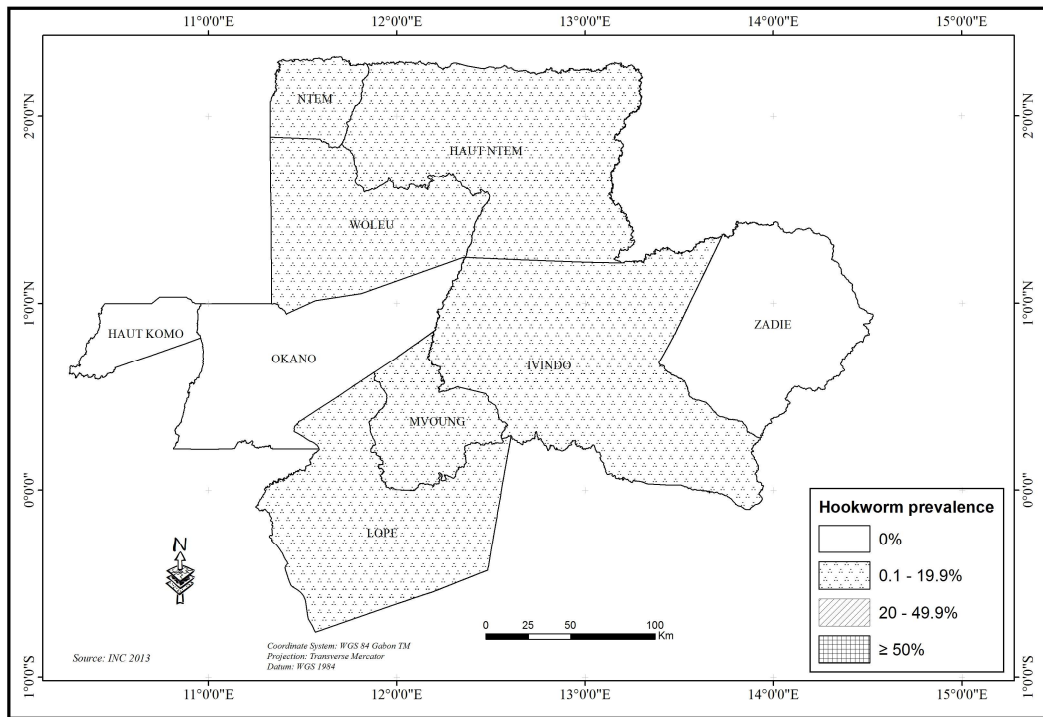 11°0'0"E 12°0'0"E 13°0'0"E 14°0'0"E 15°0'0"E
2°0'0"N 2°0'0"N
1°0'0"N 1°0'0"N
0°0'0" 0°0'0"
1°0'0"S 1°0'0"S
NTEM
HAUT NTEM
WOLEU
HAUT KOMO
OKANO
IVINDO
ZADIE
MVOUNG
LOPE
N
Hookworm prevalence
0%
0.1 - 19.9%
20 - 49.9%
≥ 50%
0 25 50 100
Km
Source: INC 2013
Coordinate System: WGS 84 Gabon TM
Projection: Transverse Mercator
Datum: WGS 1984
11°0'0"E 12°0'0"E 13°0'0"E 14°0'0"E 15°0'0"E